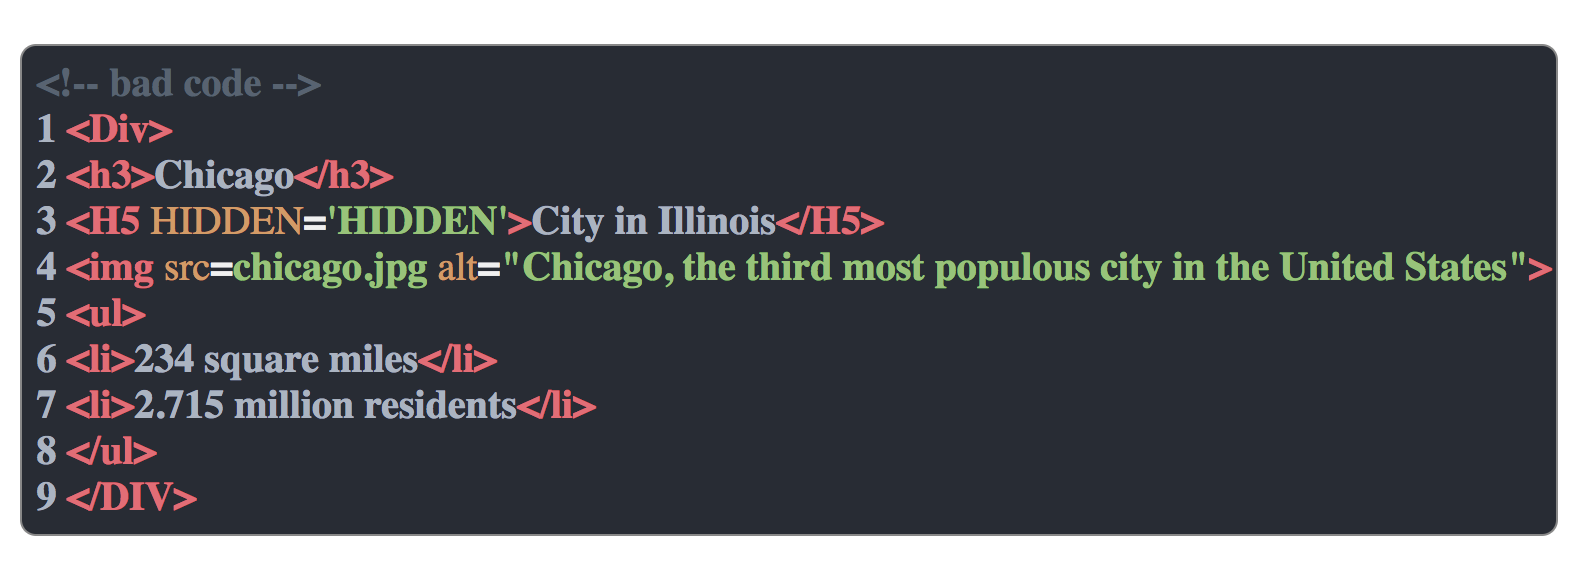 <!-- bad code -->
1 <Div>
2 <h3>Chicago</h3>
3 <H5 HIDDEN='HIDDEN'>City in Illinois</H5>
4 <img src=chicago.jpg alt="Chicago, the third most populous city in the United States">
5 <ul>
6 <li>234 square miles</li>
7 <li>2.715 million residents</li>
8 </ul>
9 </DIV>